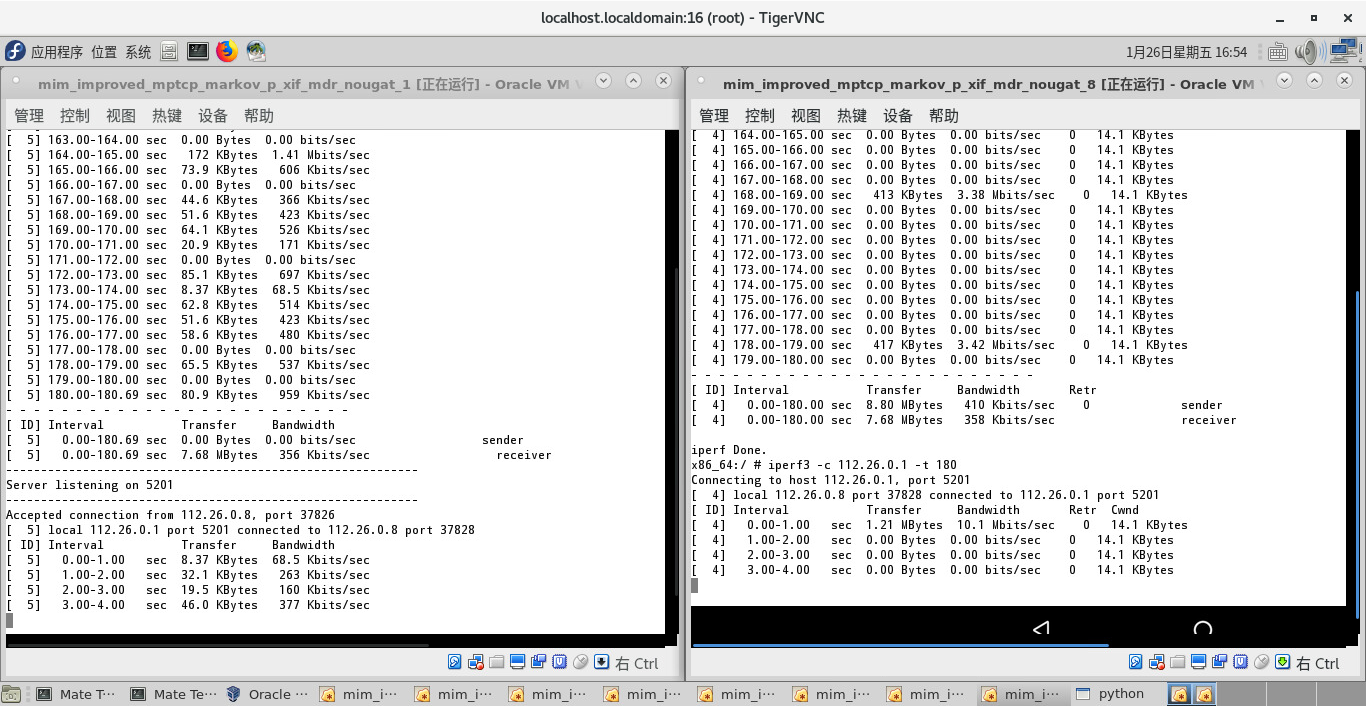 localhost.localdomain:16 (root) - TigerVNC
应用程序 位置 系统
1月26日星期五 16:54
mim_improved_mptcp_markov_p_xif_mdr_nougat_1 [正在运行] - Oracle VM V
管理 控制 视图 热键 设备 帮助
[  5] 163.00-164.00 sec  0.00 Bytes  0.00 bits/sec
[  5] 164.00-165.00 sec   172 KBytes  1.41 Mbits/sec
[  5] 165.00-166.00 sec  73.9 KBytes   606 Kbits/sec
[  5] 166.00-167.00 sec  0.00 Bytes  0.00 bits/sec
[  5] 167.00-168.00 sec  44.6 KBytes   366 Kbits/sec
[  5] 168.00-169.00 sec  51.6 KBytes   423 Kbits/sec
[  5] 169.00-170.00 sec  64.1 KBytes   526 Kbits/sec
[  5] 170.00-171.00 sec  20.9 KBytes   171 Kbits/sec
[  5] 171.00-172.00 sec  0.00 Bytes  0.00 bits/sec
[  5] 172.00-173.00 sec  85.1 KBytes   697 Kbits/sec
[  5] 173.00-174.00 sec  8.37 KBytes  68.5 Kbits/sec
[  5] 174.00-175.00 sec  62.8 KBytes   514 Kbits/sec
[  5] 175.00-176.00 sec  51.6 KBytes   423 Kbits/sec
[  5] 176.00-177.00 sec  58.6 KBytes   480 Kbits/sec
[  5] 177.00-178.00 sec  0.00 Bytes  0.00 bits/sec
[  5] 178.00-179.00 sec  65.5 KBytes   537 Kbits/sec
[  5] 179.00-180.00 sec  0.00 Bytes  0.00 bits/sec
[  5] 180.00-180.69 sec  80.9 KBytes   959 Kbits/sec
- - - - - - - - - - - - - - - - - - - - - - - - -
[ ID] Interval           Transfer     Bandwidth
[  5]   0.00-180.69 sec  0.00 Bytes  0.00 bits/sec                  sender
[  5]   0.00-180.69 sec  7.68 MBytes   356 Kbits/sec                  receiver
-----------------------------------------------------------
Server listening on 5201
-----------------------------------------------------------
Accepted connection from 112.26.0.8, port 37826
[  5] local 112.26.0.1 port 5201 connected to 112.26.0.8 port 37828
[ ID] Interval           Transfer     Bandwidth
[  5]   0.00-1.00   sec  8.37 KBytes  68.5 Kbits/sec
[  5]   1.00-2.00   sec  32.1 KBytes   263 Kbits/sec
[  5]   2.00-3.00   sec  19.5 KBytes   160 Kbits/sec
[  5]   3.00-4.00   sec  46.0 KBytes   377 Kbits/sec
右 Ctrl
mim_improved_mptcp_markov_p_xif_mdr_nougat_8 [正在运行] - Oracle VM
管理 控制 视图 热键 设备 帮助
[  4] 164.00-165.00 sec  0.00 Bytes  0.00 bits/sec    0   14.1 KBytes
[  4] 165.00-166.00 sec  0.00 Bytes  0.00 bits/sec    0   14.1 KBytes
[  4] 166.00-167.00 sec  0.00 Bytes  0.00 bits/sec    0   14.1 KBytes
[  4] 167.00-168.00 sec  0.00 Bytes  0.00 bits/sec    0   14.1 KBytes
[  4] 168.00-169.00 sec   413 KBytes  3.38 Mbits/sec    0   14.1 KBytes
[  4] 169.00-170.00 sec  0.00 Bytes  0.00 bits/sec    0   14.1 KBytes
[  4] 170.00-171.00 sec  0.00 Bytes  0.00 bits/sec    0   14.1 KBytes
[  4] 171.00-172.00 sec  0.00 Bytes  0.00 bits/sec    0   14.1 KBytes
[  4] 172.00-173.00 sec  0.00 Bytes  0.00 bits/sec    0   14.1 KBytes
[  4] 173.00-174.00 sec  0.00 Bytes  0.00 bits/sec    0   14.1 KBytes
[  4] 174.00-175.00 sec  0.00 Bytes  0.00 bits/sec    0   14.1 KBytes
[  4] 175.00-176.00 sec  0.00 Bytes  0.00 bits/sec    0   14.1 KBytes
[  4] 176.00-177.00 sec  0.00 Bytes  0.00 bits/sec    0   14.1 KBytes
[  4] 177.00-178.00 sec  0.00 Bytes  0.00 bits/sec    0   14.1 KBytes
[  4] 178.00-179.00 sec   417 KBytes  3.42 Mbits/sec    0   14.1 KBytes
[  4] 179.00-180.00 sec  0.00 Bytes  0.00 bits/sec    0   14.1 KBytes
- - - - - - - - - - - - - - - - - - - - - - - - -
[ ID] Interval           Transfer     Bandwidth       Retr
[  4]   0.00-180.00 sec  8.80 MBytes   410 Kbits/sec    0             sender
[  4]   0.00-180.00 sec  7.68 MBytes   358 Kbits/sec                  receiver
iperf Done.
x86_64:/ # iperf3 -c 112.26.0.1 -t 180
Connecting to host 112.26.0.1, port 5201
[  4] local 112.26.0.8 port 37828 connected to 112.26.0.1 port 5201
[ ID] Interval           Transfer     Bandwidth       Retr  Cwnd
[  4]   0.00-1.00   sec  1.21 MBytes  10.1 Mbits/sec    0   14.1 KBytes
[  4]   1.00-2.00   sec  0.00 Bytes  0.00 bits/sec    0   14.1 KBytes
[  4]   2.00-3.00   sec  0.00 Bytes  0.00 bits/sec    0   14.1 KBytes
[  4]   3.00-4.00   sec  0.00 Bytes  0.00 bits/sec    0   14.1 KBytes
右 Ctrl
Mate T··· Mate Te··· Oracle ··· mim_i··· mim_i··· mim_i··· mim_i··· mim_i··· mim_i··· mim_i··· mim_i··· python